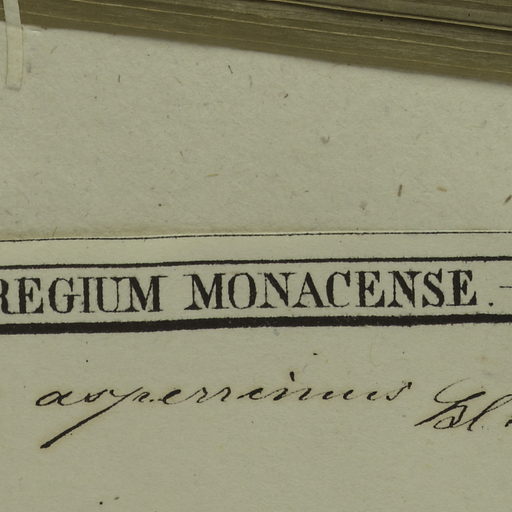 REGIUM MONACENSE. –
asperrimus